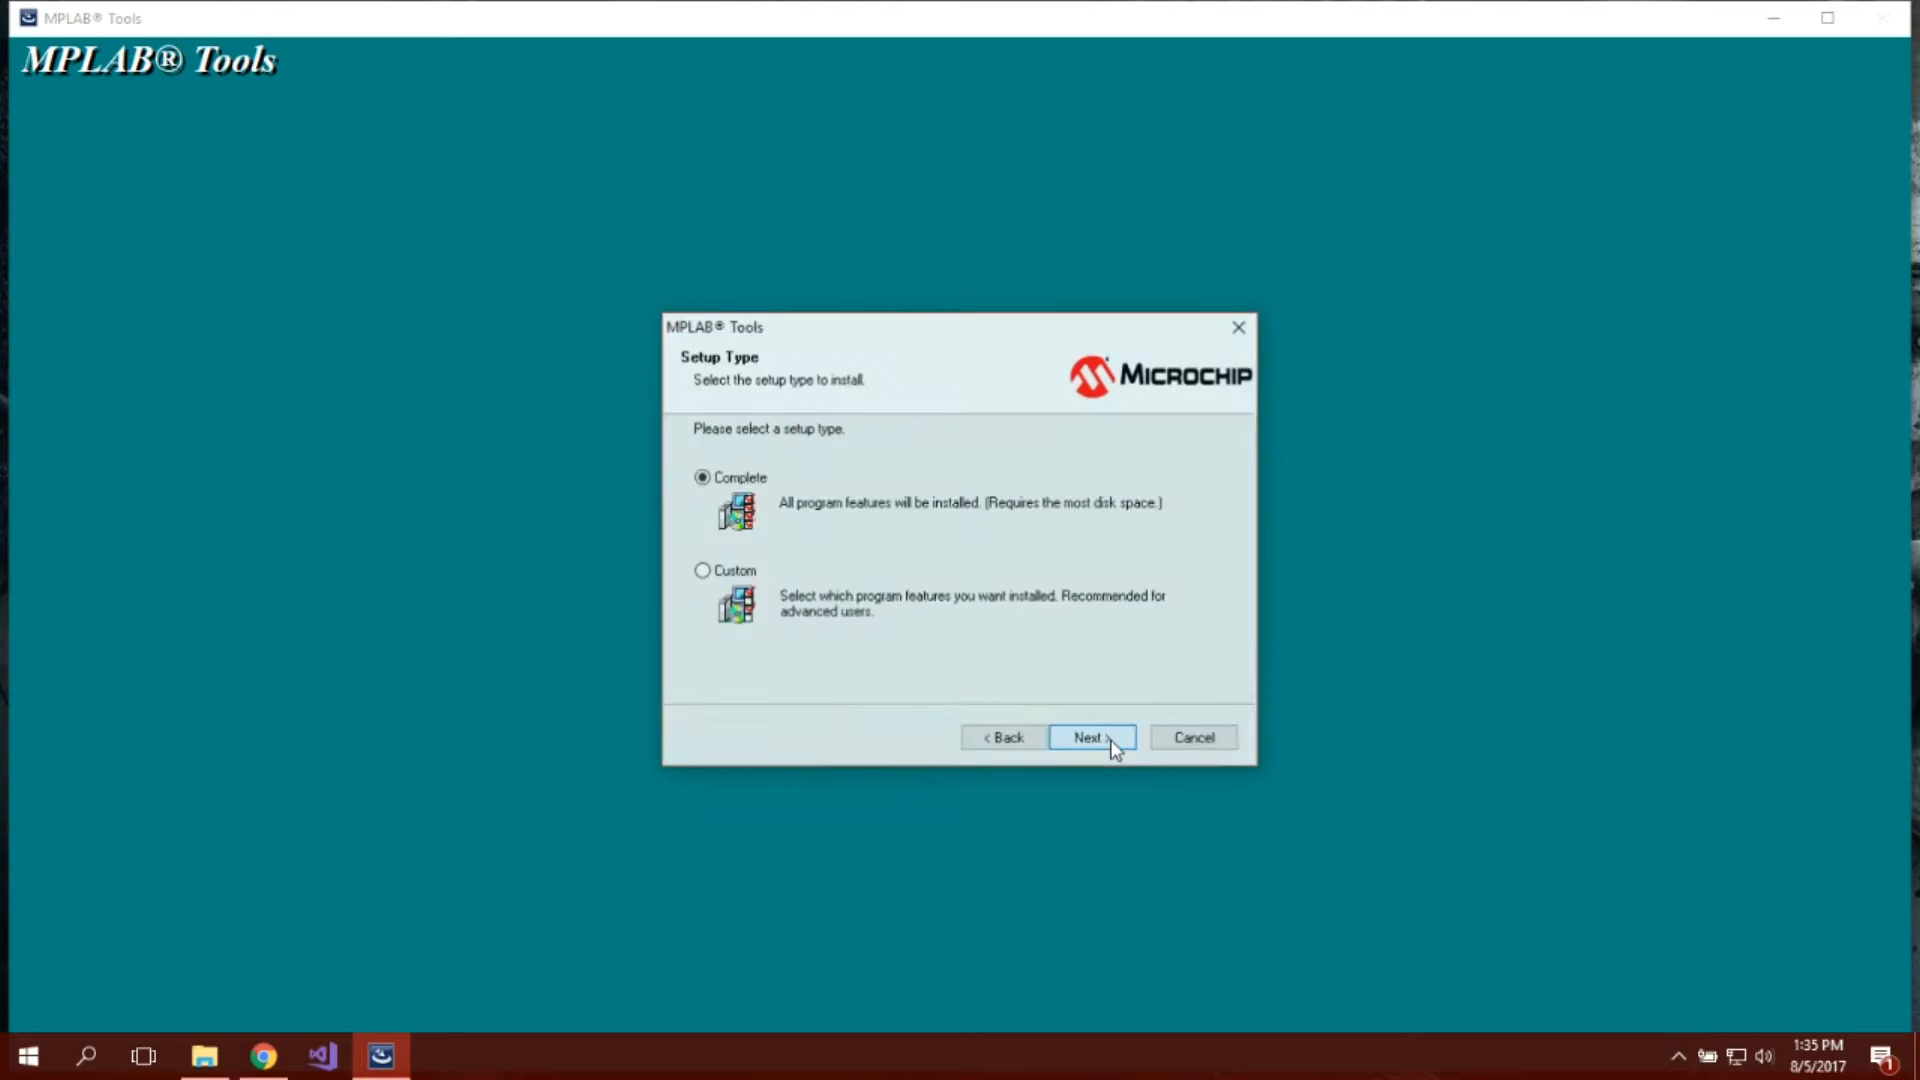 MPLAB® Tools
MPLAB® Tools
MPLAB® Tools
Setup Type
Select the setup type to install.
MICROCHIP
Please select a setup type.
Complete
All program features will be installed. (Requires the most disk space.)
Custom
Select which program features you want installed. Recommended for
advanced users.
< Back
Next >
Cancel
1:35 PM
8/5/2017
1